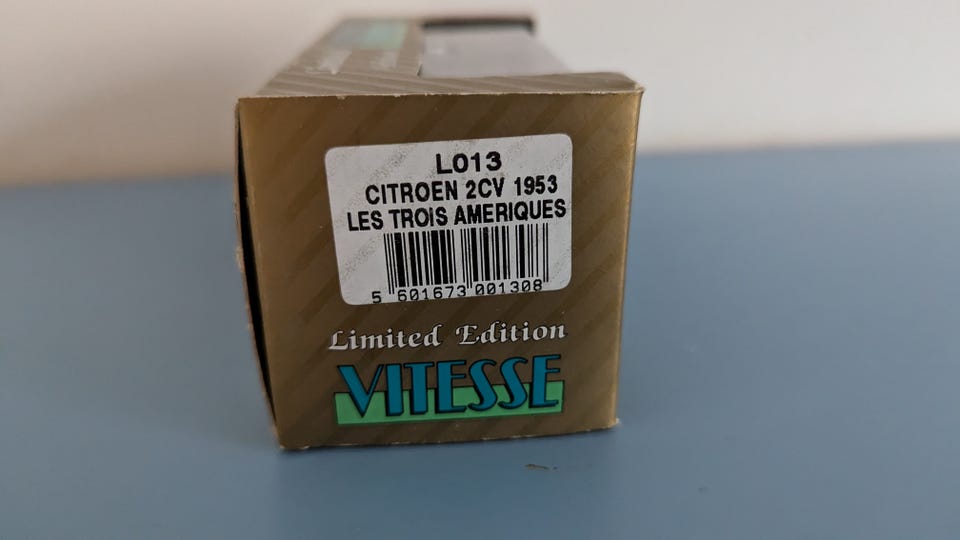 L013
CITROEN 2CV 1953
LES TROIS AMERIQUES
5 601673 001308
Limited Edition
VITESSE